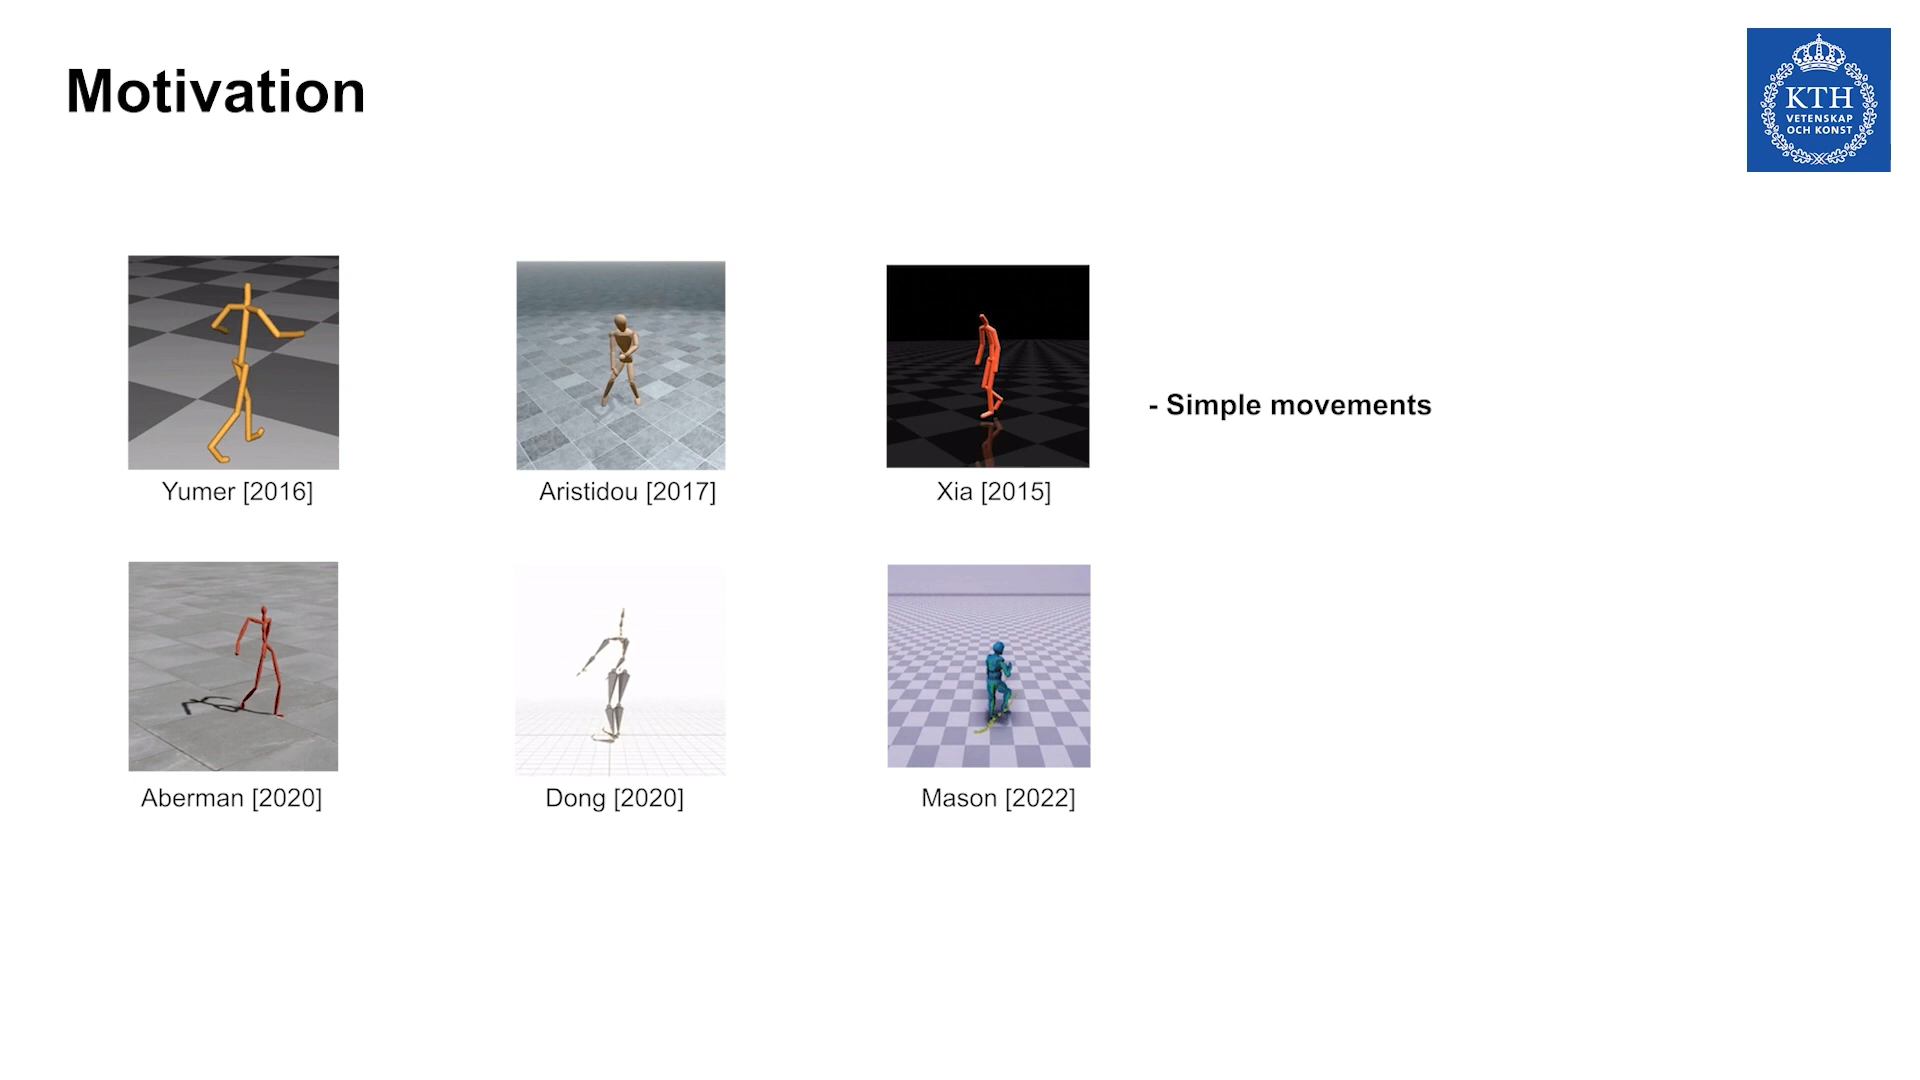 Motivation
KTH
VETENSKAP
OCH KONST
- Simple movements
Yumer [2016]
Aristidou [2017]
Xia [2015]
Aberman [2020]
Dong [2020]
Mason [2022]